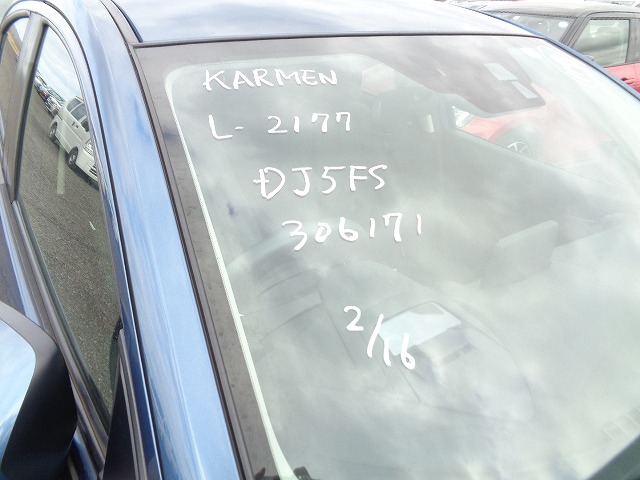 KARMEN
L-2177
DJ5FS
306171
2/16